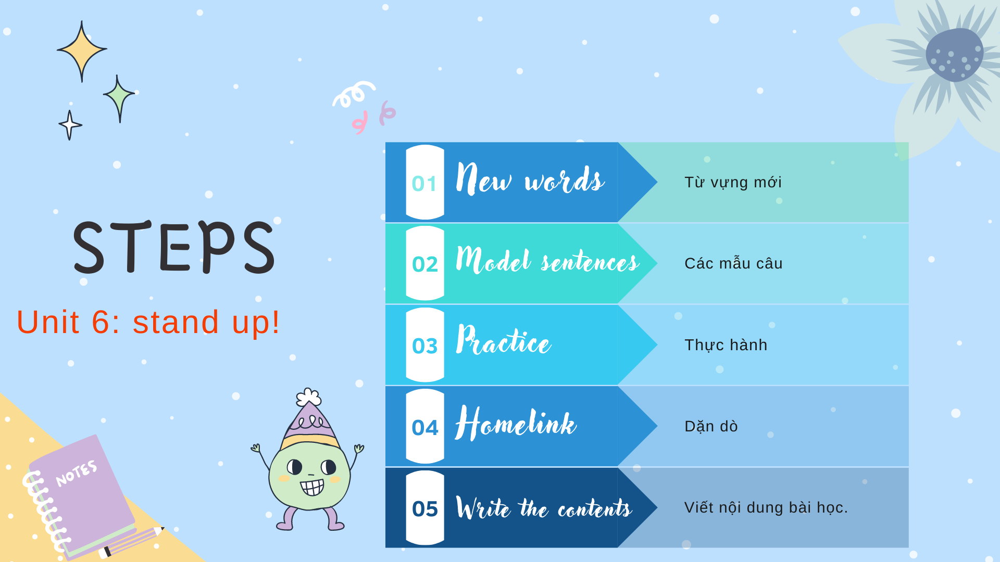 STEPS
Unit 6: stand up!
01 New words Từ vựng mới
02 Model sentences Các mẫu câu
03 Practice Thực hành
04 Homelink Dặn dò
05 Write the contents Viết nội dung bài học.
NOTES